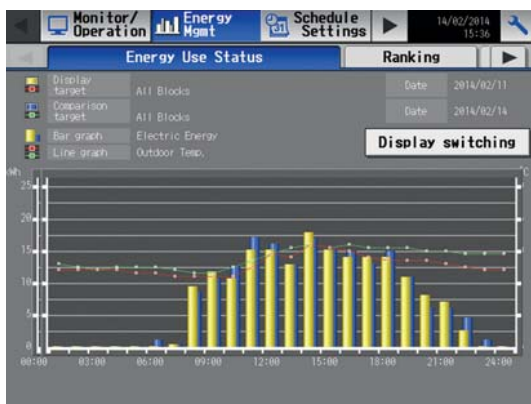 Monitor/ Operation
Energy Mgmt
Schedule Settings
14/02/2014
15:36
Energy Use Status
Ranking
Display target
All Blocks
Date
2014/02/11
Comparison target
All Blocks
Date
2014/02/14
Bar graph
Electric Energy
Line graph
Outdoor Temp.
Display switching
kWh
°C
25
20
15
10
5
0
00:00 03:00 06:00 09:00 12:00 15:00 18:00 21:00 24:00